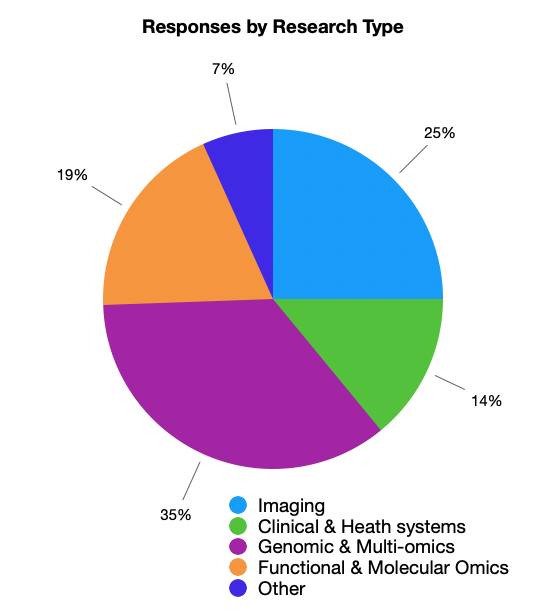 Responses by Research Type
7%
25%
19%
14%
35%
Imaging
Clinical & Heath systems
Genomic & Multi-omics
Functional & Molecular Omics
Other